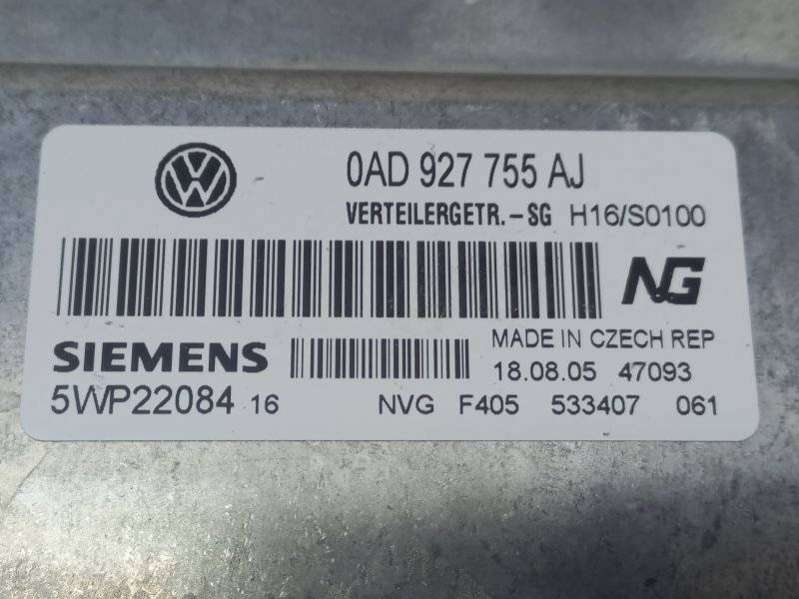 VW
0AD 927 755 AJ
VERTEILERGETR.-SG H16/S0100
NG
MADE IN CZECH REP
SIEMENS
18.08.05 47093
5WP22084 16 NVG F405 533407 061